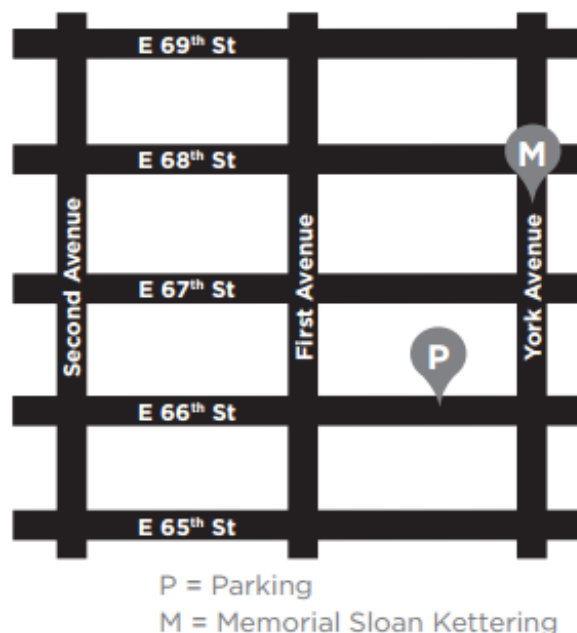 E 69th St
M
E 68th St
Second Avenue
First Avenue
York Avenue
E 67th St
P
E 66th St
E 65th St
P = Parking
M = Memorial Sloan Kettering